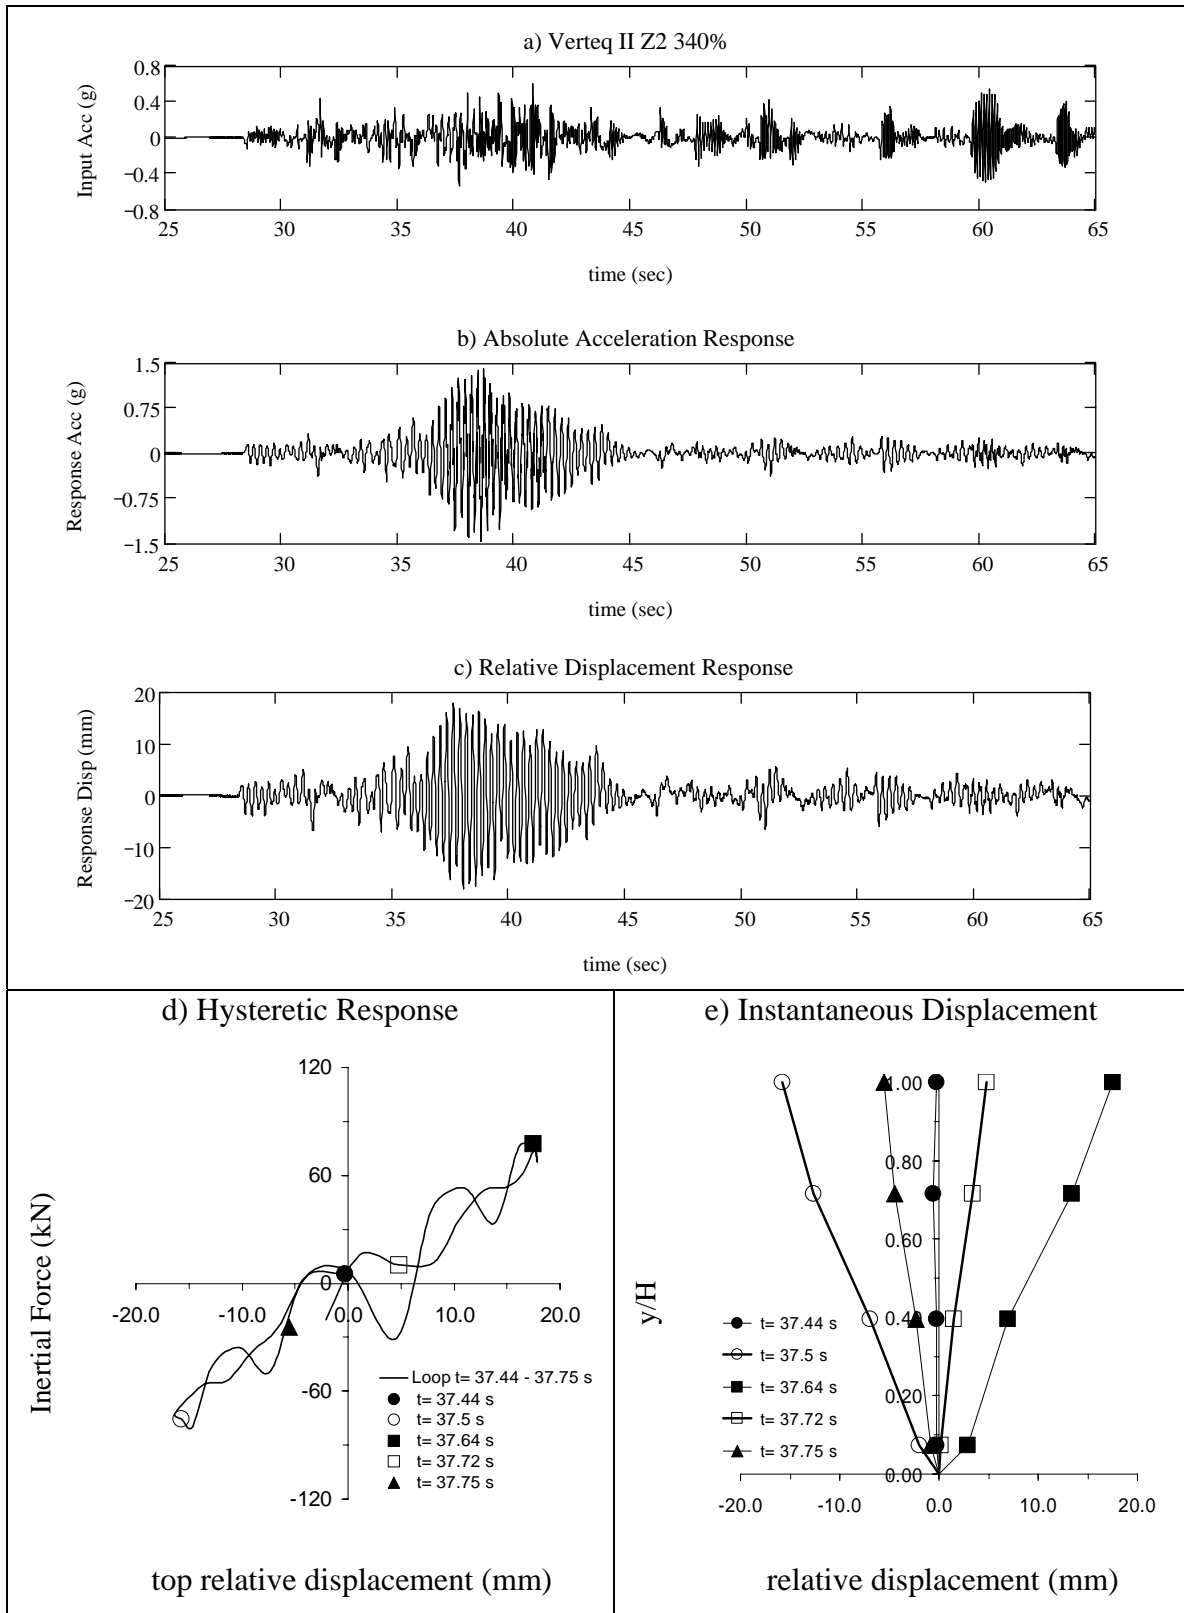 a) Verteq II Z2 340%
0.8
0.4
0
−0.4
−0.8
Input Acc (g)
25 30 35 40 45 50 55 60 65
time (sec)
b) Absolute Acceleration Response
1.5
0.75
0
−0.75
−1.5
Response Acc (g)
25 30 35 40 45 50 55 60 65
time (sec)
c) Relative Displacement Response
20
10
0
−10
−20
Response Disp (mm)
25 30 35 40 45 50 55 60 65
time (sec)
d) Hysteretic Response
120
60
0
-60
-120
-20.0 -10.0 0.0 10.0 20.0
Inertial Force (kN)
Loop t= 37.44 - 37.75 s
t= 37.44 s
t= 37.5 s
t= 37.64 s
t= 37.72 s
t= 37.75 s
top relative displacement (mm)
e) Instantaneous Displacement
1.00
0.80
0.60
0.40
0.20
0.00
y/H
t= 37.44 s
t= 37.5 s
t= 37.64 s
t= 37.72 s
t= 37.75 s
-20.0 -10.0 0.0 10.0 20.0
relative displacement (mm)